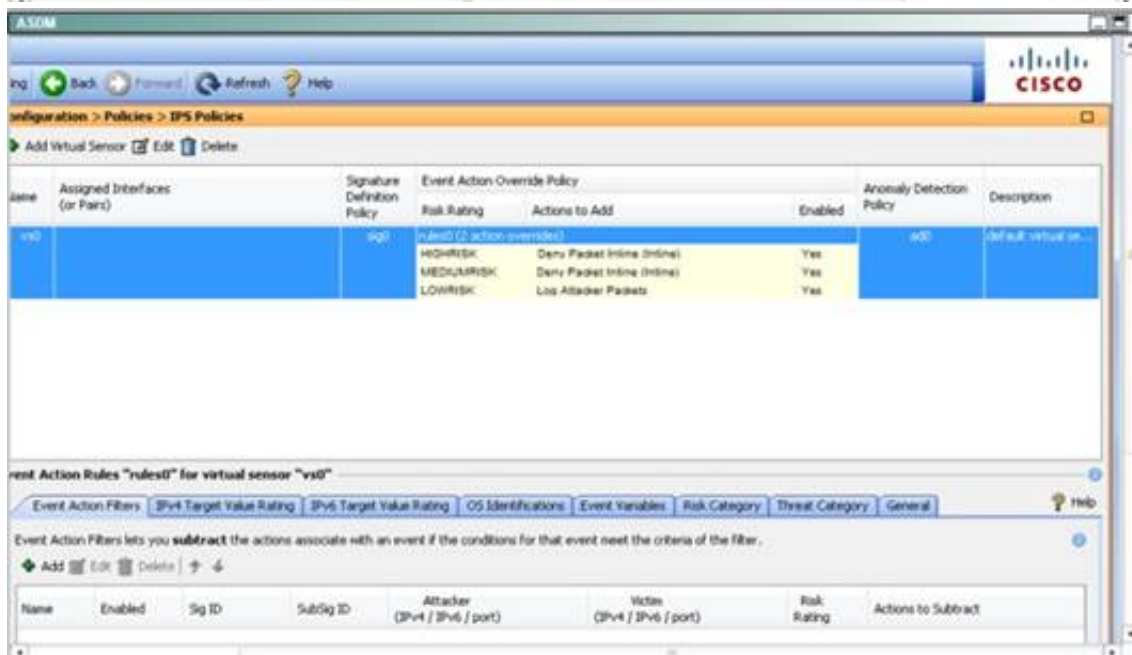 ASDM
ng Back Forward Refresh Help
CISCO
onfiguration > Policies > IPS Policies
Add Virtual Sensor Edit Delete
Name
Assigned Interfaces
(or Pairs)
Signature
Definition
Policy
Event Action Override Policy
Risk Rating
Actions to Add
Enabled
Anomaly Detection
Policy
Description
vs0 sig0 rules0 (2 action overrides) ad0 default virtual se...
HIGHRISK Deny Packet Inline (Inline) Yes
MEDIUMRISK Deny Packet Inline (Inline) Yes
LOWRISK Log Attacker Packets Yes
vent Action Rules "rules0" for virtual sensor "vs0"
Event Action Filters IPv4 Target Value Rating IPv6 Target Value Rating OS Identifications Event Variables Risk Category Threat Category General Help
Event Action Filters lets you subtract the actions associate with an event if the conditions for that event meet the criteria of the filter.
Add Edit Delete
Name
Enabled
Sig ID
SubSig ID
Attacker
(IPv4 / IPv6 / port)
Victim
(IPv4 / IPv6 / port)
Risk
Rating
Actions to Subtract